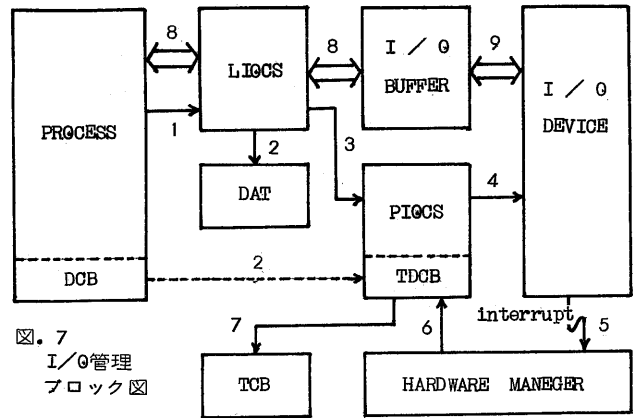 PROCESS
DCB
8
1
2
LIOCS
2
DAT
8
3
I / O
BUFFER
9
I / O
DEVICE
PIOCS
TDCB
4
interrupt
5
6
7
TCB
HARDWARE MANEGER
図. 7
I/O管理
ブロック図